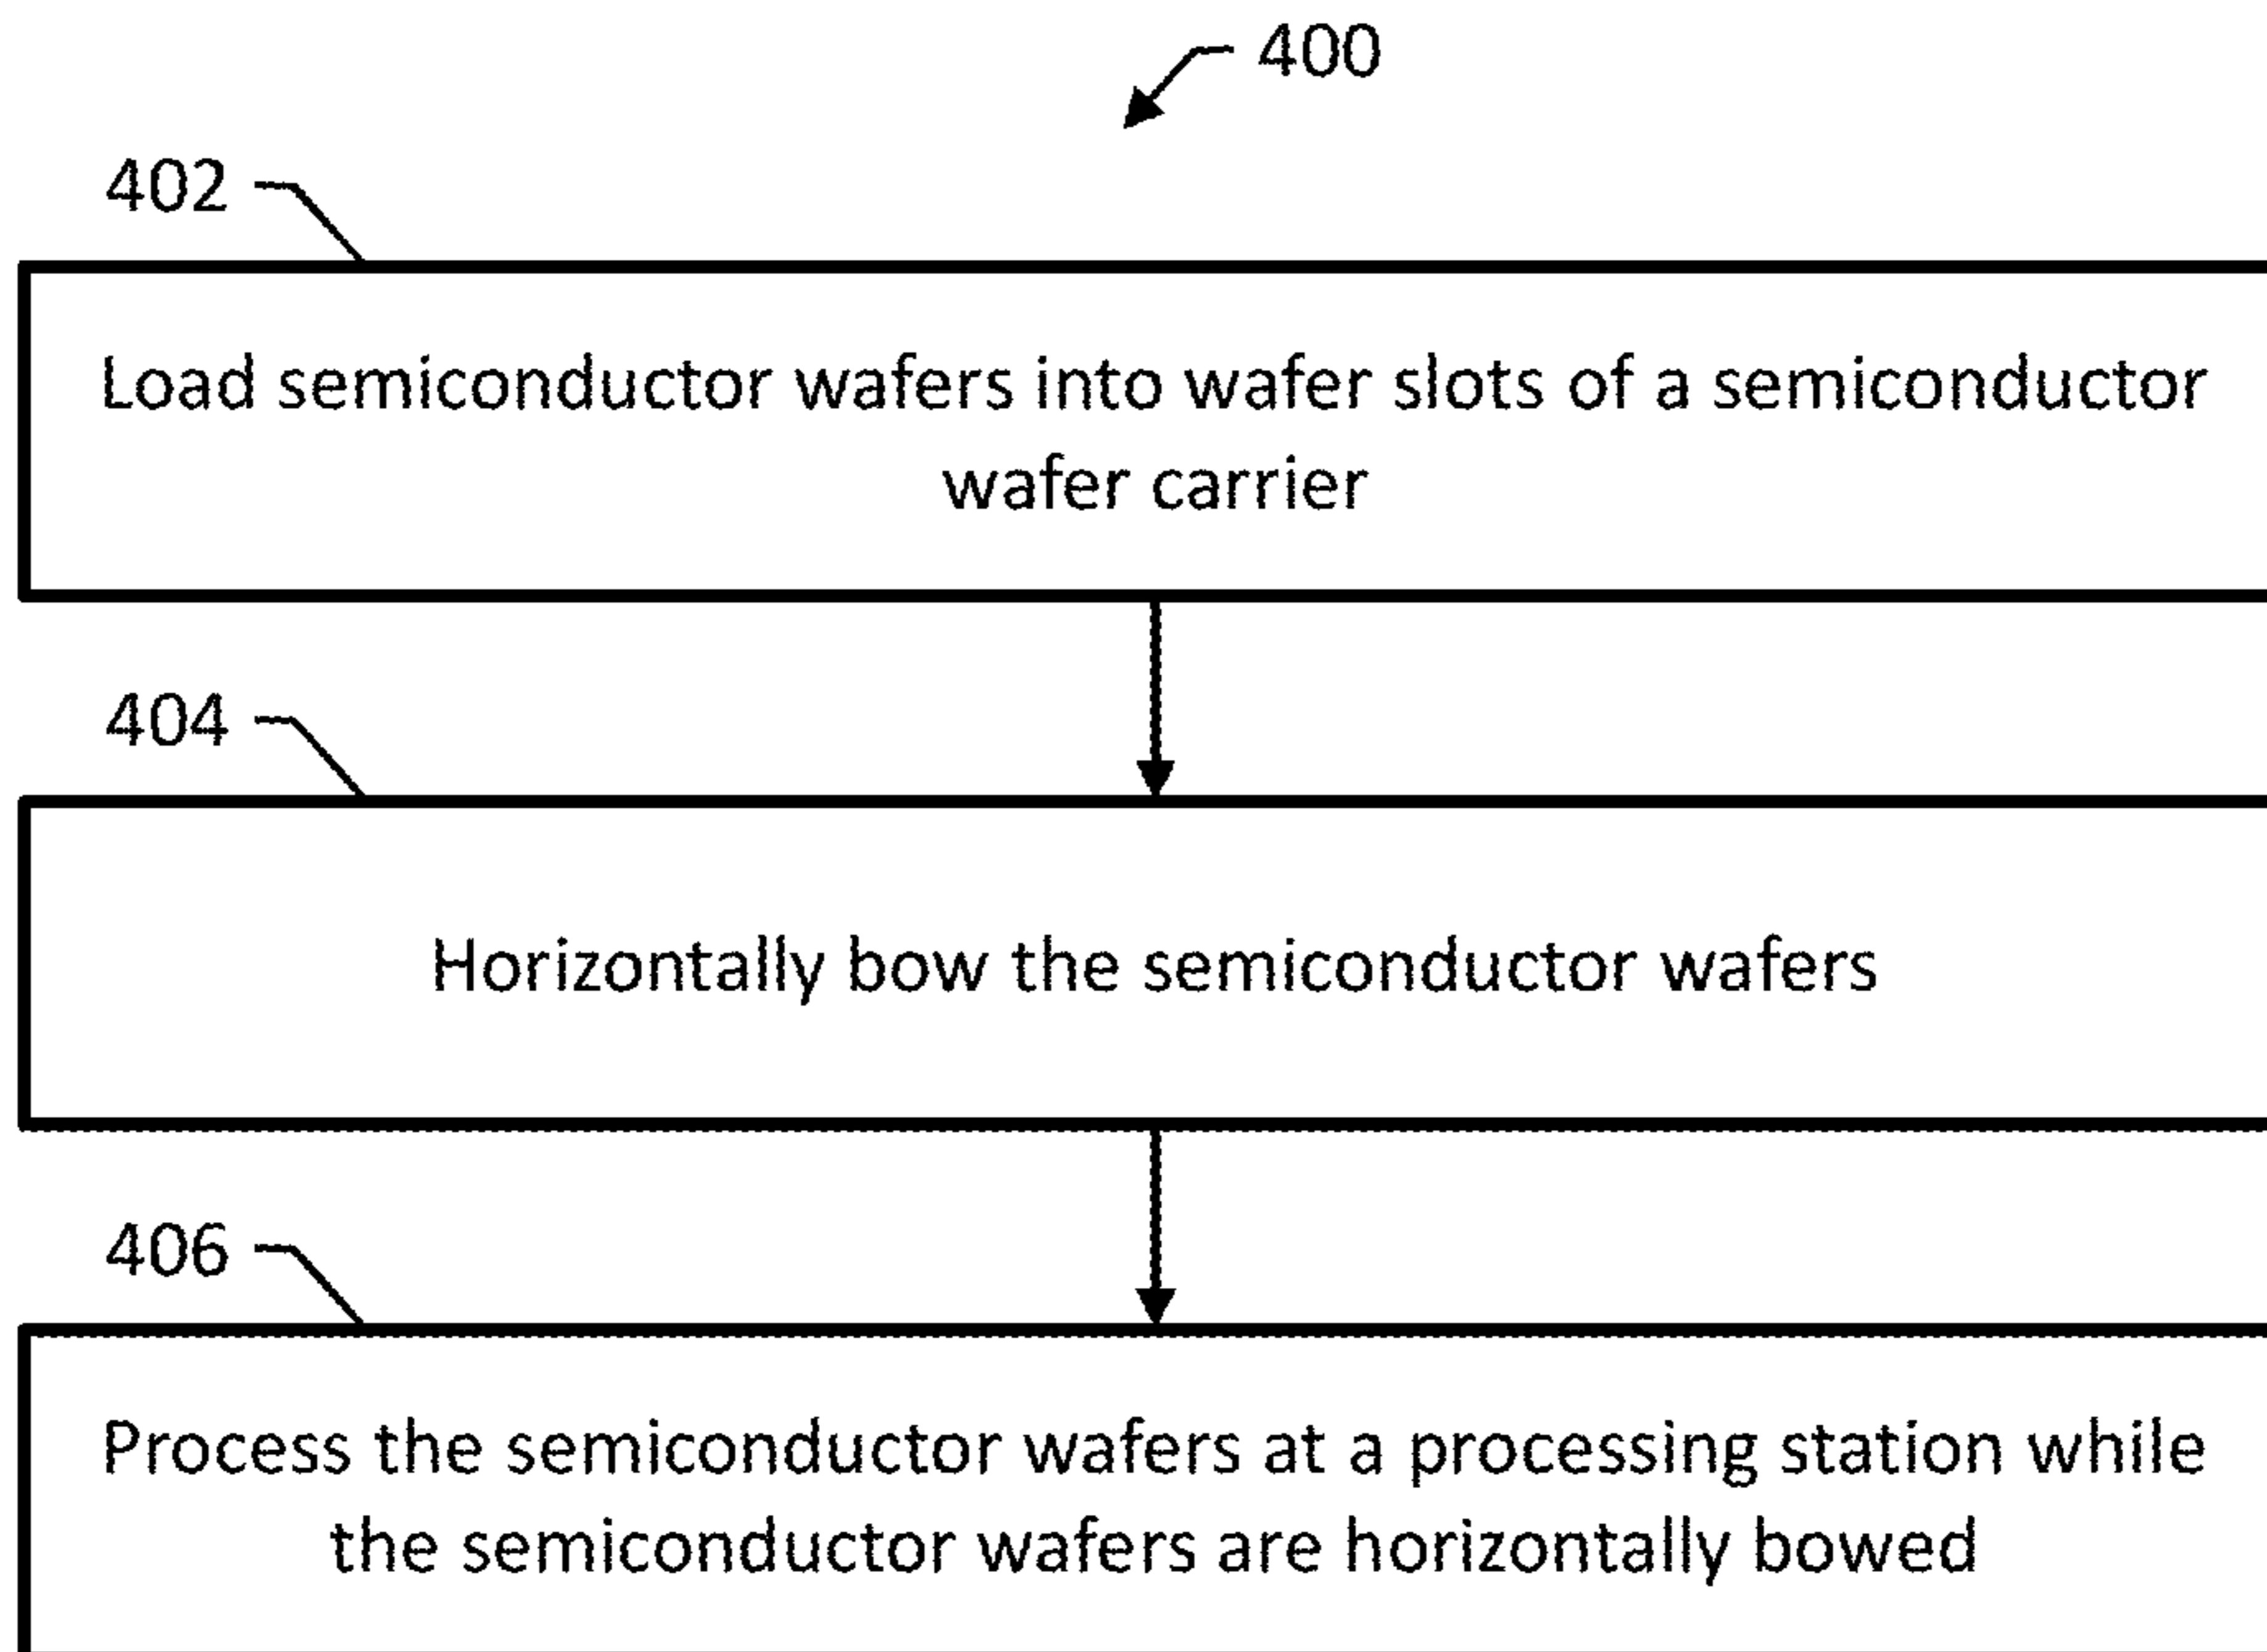 400
402
Load semiconductor wafers into wafer slots of a semiconductor
wafer carrier
404
Horizontally bow the semiconductor wafers
406
Process the semiconductor wafers at a processing station while
the semiconductor wafers are horizontally bowed